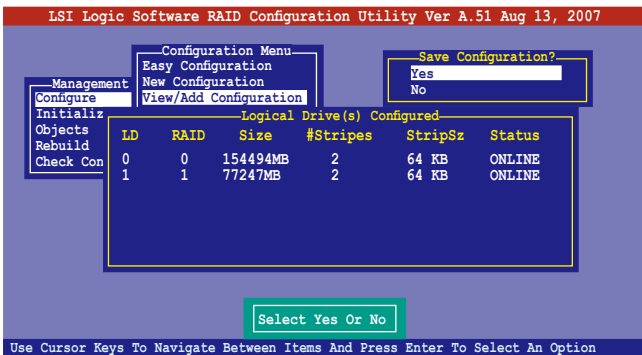 LSI Logic Software RAID Configuration Utility Ver A.51 Aug 13, 2007
Configuration Menu
Easy Configuration
New Configuration
View/Add Configuration
Save Configuration?
Yes
No
Management
Configure
Initializ
Objects
Rebuild
Check Con
Logical Drive(s) Configured
LD RAID Size #Stripes StripSz Status
0 0 154494MB 2 64 KB ONLINE
1 1 77247MB 2 64 KB ONLINE
Select Yes Or No
Use Cursor Keys To Navigate Between Items And Press Enter To Select An Option